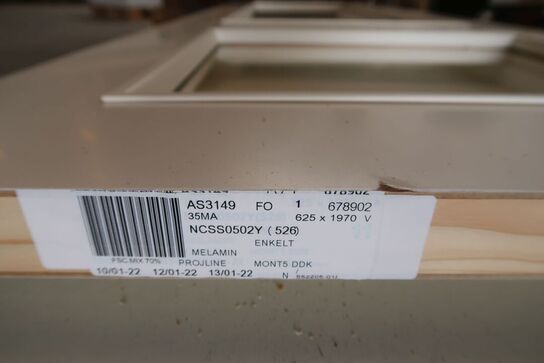 678902
AS3149 FO 1 678902
35MA 625 x 1970 V
NCSS0502Y (526)
ENKELT
MELAMIN
FSC MIX 70% PROJLINE MONT5 DDK
10/01-22 12/01-22 13/01-22 N